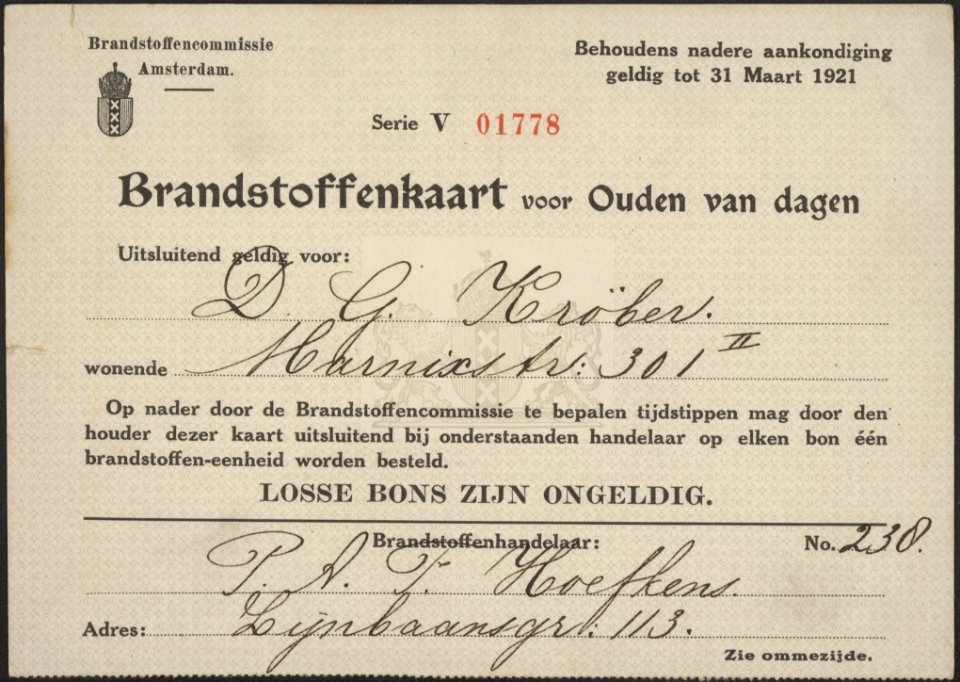 Brandstoffencommissie
Amsterdam.
Behoudens nadere aankondiging
geldig tot 31 Maart 1921
Serie V 01778
Brandstoffenkaart voor Ouden van dagen
Uitsluitend geldig voor:
D. G. Kröber.
wonende Marnixstr: 301 II
Op nader door de Brandstoffencommissie te bepalen tijdstippen mag door den
houder dezer kaart uitsluitend bij onderstaanden handelaar op elken bon één
brandstoffen-eenheid worden besteld.
LOSSE BONS ZIJN ONGELDIG.
Brandstoffenhandelaar: No. 238.
P. A. F. Hoefkens.
Adres: Lijnbaansgr: 113.
Zie ommezijde.